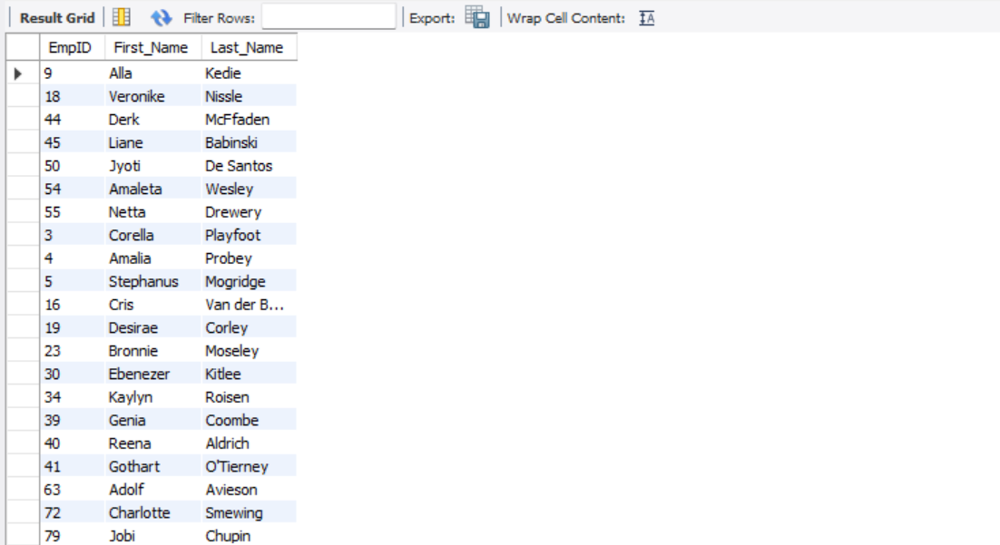 Result Grid Filter Rows: Export: Wrap Cell Content: IA
EmpID First_Name Last_Name
9 Alla Kedie
18 Veronike Nissle
44 Derk McFfaden
45 Liane Babinski
50 Jyoti De Santos
54 Amaleta Wesley
55 Netta Drewery
3 Corella Playfoot
4 Amalia Probey
5 Stephanus Mogridge
16 Cris Van der B...
19 Desirae Corley
23 Bronnie Moseley
30 Ebenezer Kitlee
34 Kaylyn Roisen
39 Genia Coombe
40 Reena Aldrich
41 Gothart O'Tierney
63 Adolf Avieson
72 Charlotte Smewing
79 Jobi Chupin